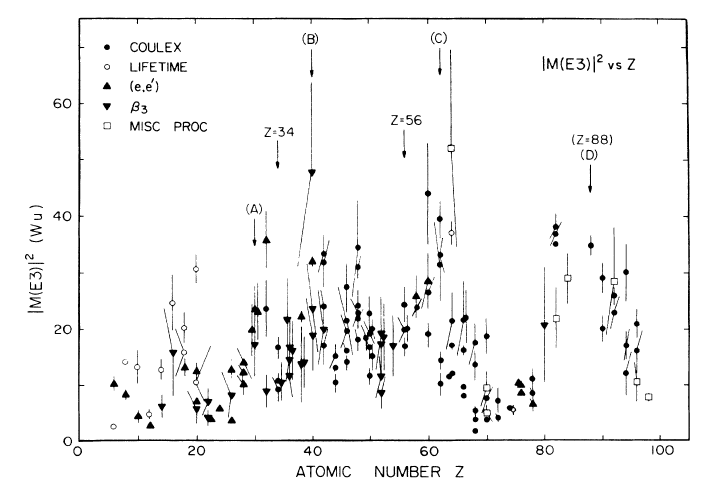 (B)
(C)
COULEX
LIFETIME
(e,e′)
β₃
MISC PROC
|M(E3)|² vs Z
Z=34
Z=56
(Z=88)
(D)
(A)
|M(E3)|² (Wu)
60
40
20
0
0
20
40
60
80
100
ATOMIC NUMBER Z